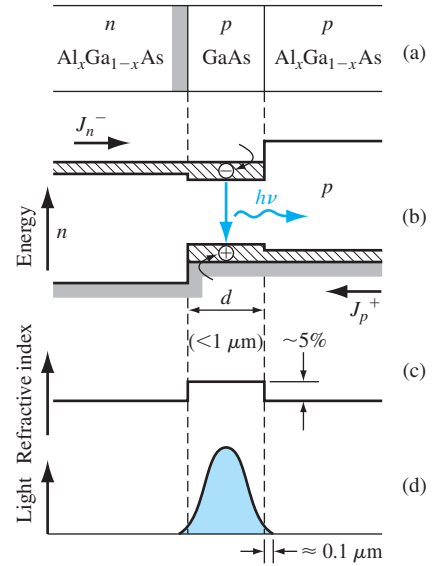 n p p
AlxGa1−xAs GaAs AlxGa1−xAs (a)
Jn−
−
hν
p
(b)
Energy
n
+
d
Jp+
(<1 μm) ~5%
Refractive index
(c)
Light
(d)
≈ 0.1 μm